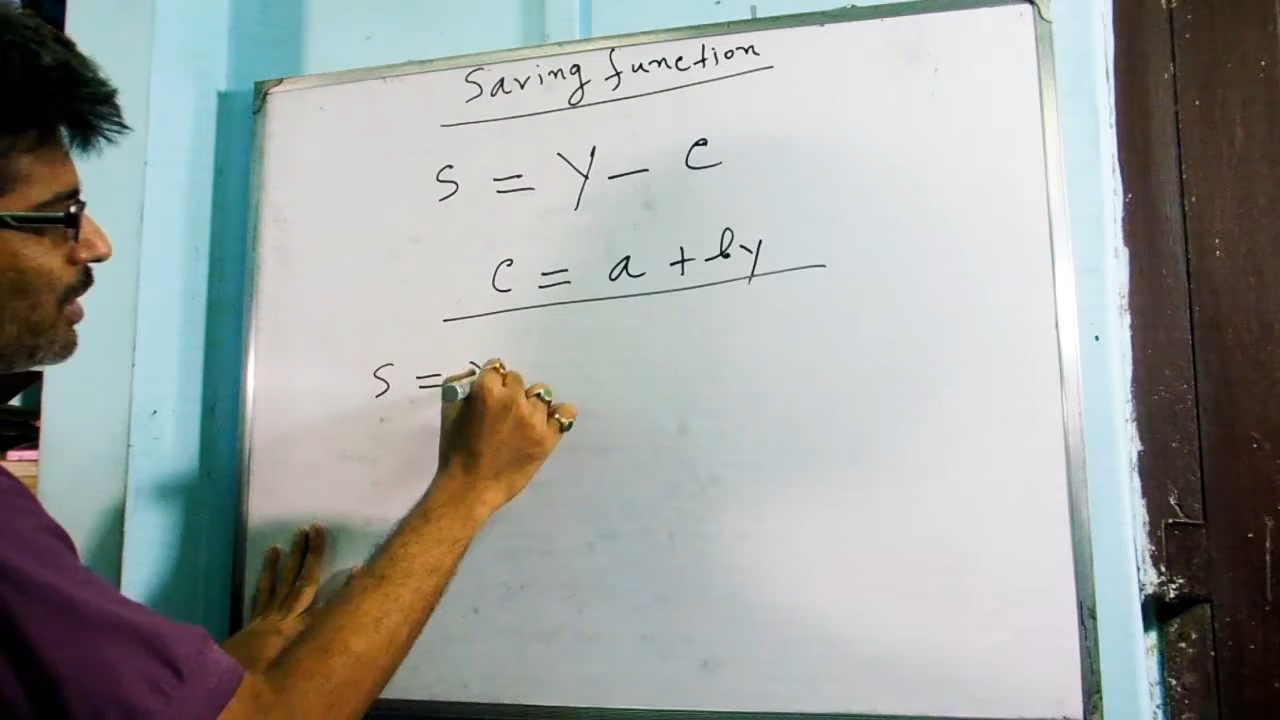 Saving function
S = Y - C
C = a + by
S = Y